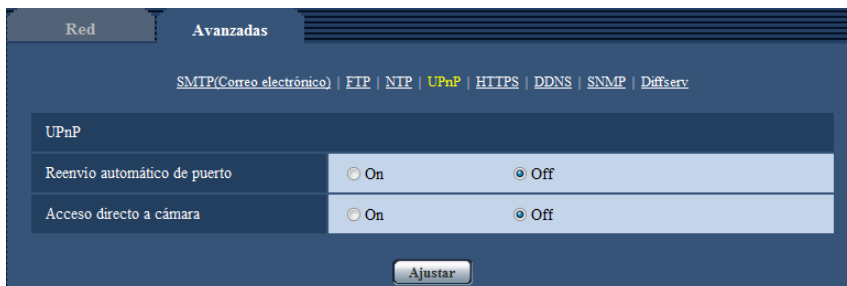 Red
Avanzadas
SMTP(Correo electrónico) | FTP | NTP | UPnP | HTTPS | DDNS | SNMP | Diffserv
UPnP
Reenvío automático de puerto On Off
Acceso directo a cámara On Off
Ajustar